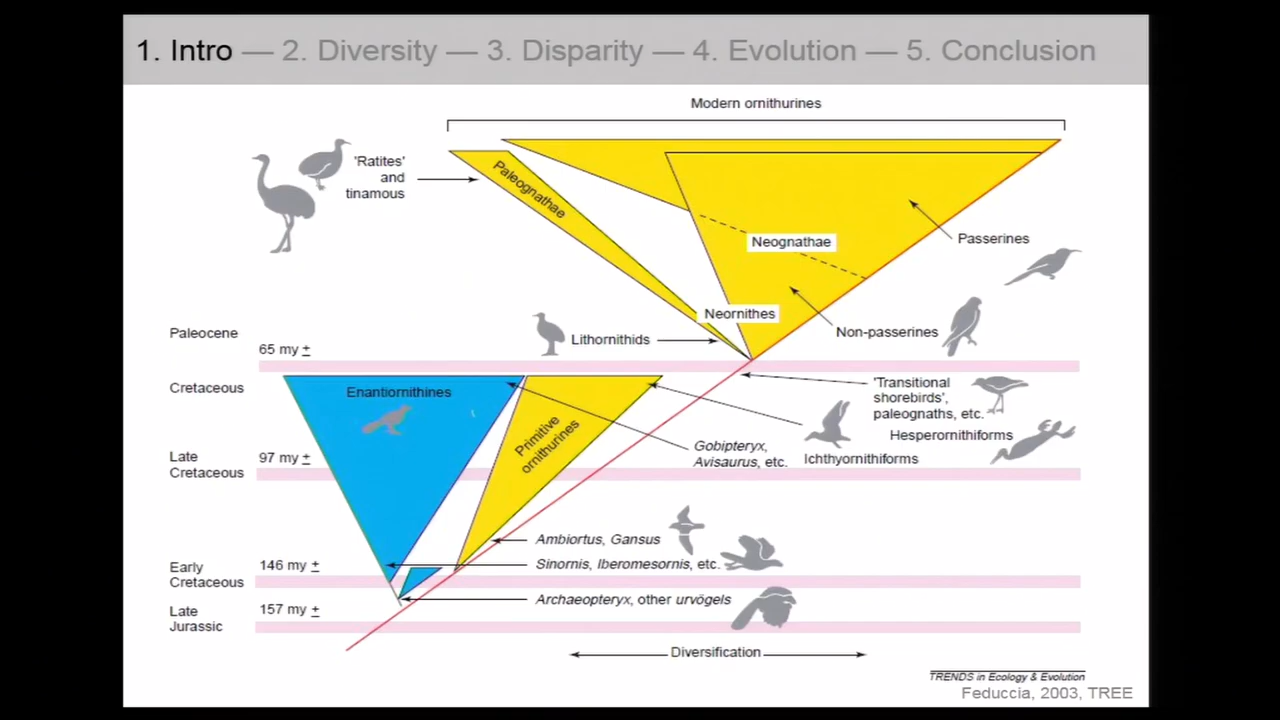 1. Intro — 2. Diversity — 3. Disparity — 4. Evolution — 5. Conclusion
Modern ornithurines
'Ratites'
and
tinamous
Paleognathae
Passerines
Neognathae
Neornithes
Non-passerines
Lithornithids
Paleocene
65 my ±
Cretaceous
Enantiornithines
'Transitional
shorebirds',
paleognaths, etc.
Primitive
ornithurines
Hesperornithiforms
Gobipteryx,
Avisaurus, etc.
Ichthyornithiforms
Late
Cretaceous
97 my ±
Ambiortus, Gansus
Sinornis, Iberomesornis, etc.
Early
Cretaceous
146 my ±
Archaeopteryx, other urvögels
Late
Jurassic
157 my ±
Diversification
TRENDS in Ecology & Evolution
Feduccia, 2003, TREE